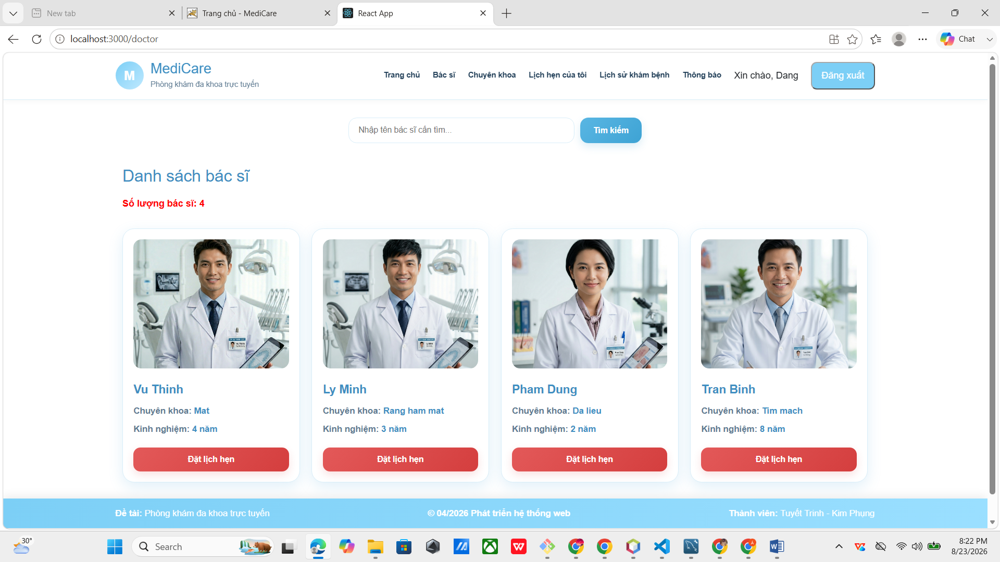 New tab
Trang chủ - MediCare
React App
localhost:3000/doctor
Chat
M
MediCare
Phòng khám đa khoa trực tuyến
Trang chủ
Bác sĩ
Chuyên khoa
Lịch hẹn của tôi
Lịch sử khám bệnh
Thông báo
Xin chào, Dang
Đăng xuất
Nhập tên bác sĩ cần tìm...
Tìm kiếm
Danh sách bác sĩ
Số lượng bác sĩ: 4
Vu Thinh
Chuyên khoa: Mat
Kinh nghiệm: 4 năm
Đặt lịch hẹn
Ly Minh
Chuyên khoa: Rang ham mat
Kinh nghiệm: 3 năm
Đặt lịch hẹn
Pham Dung
Chuyên khoa: Da lieu
Kinh nghiệm: 2 năm
Đặt lịch hẹn
Tran Binh
Chuyên khoa: Tim mach
Kinh nghiệm: 8 năm
Đặt lịch hẹn
Đề tài: Phòng khám đa khoa trực tuyến
© 04/2026 Phát triển hệ thống web
Thành viên: Tuyết Trinh - Kim Phụng
30°
Search
8:22 PM
8/23/2026